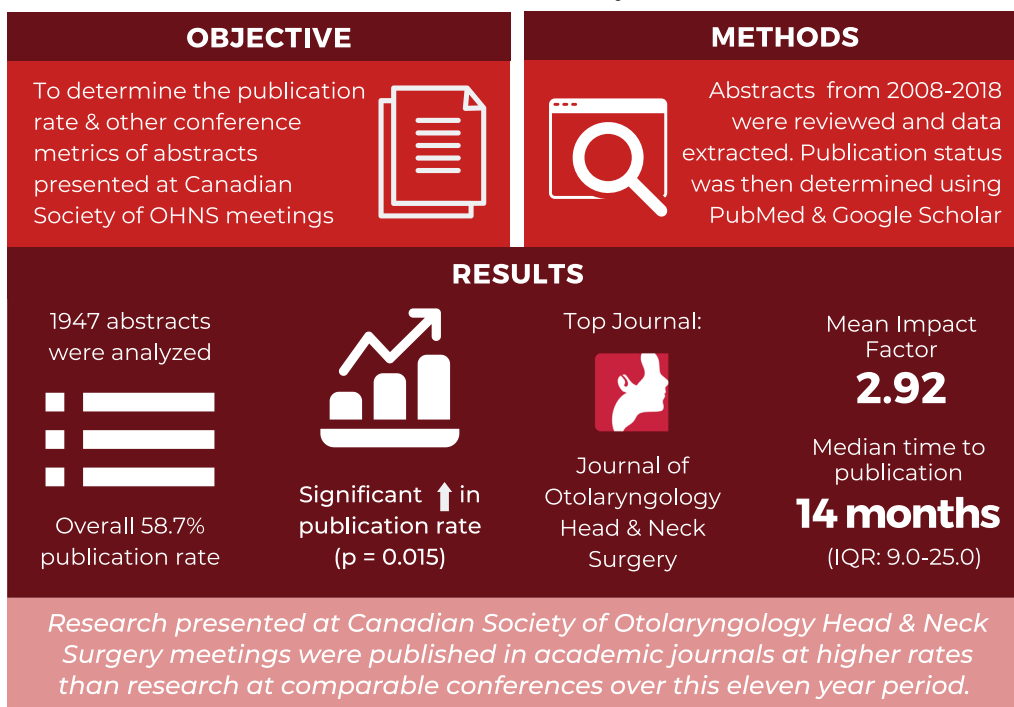 OBJECTIVE
To determine the publication
rate & other conference
metrics of abstracts
presented at Canadian
Society of OHNS meetings
METHODS
Abstracts from 2008-2018
were reviewed and data
extracted. Publication status
was then determined using
PubMed & Google Scholar
RESULTS
1947 abstracts
were analyzed
Overall 58.7%
publication rate
Significant ⬆ in
publication rate
(p = 0.015)
Top Journal:
Journal of
Otolaryngology
Head & Neck
Surgery
Mean Impact
Factor
2.92
Median time to
publication
14 months
(IQR: 9.0-25.0)
Research presented at Canadian Society of Otolaryngology Head & Neck
Surgery meetings were published in academic journals at higher rates
than research at comparable conferences over this eleven year period.